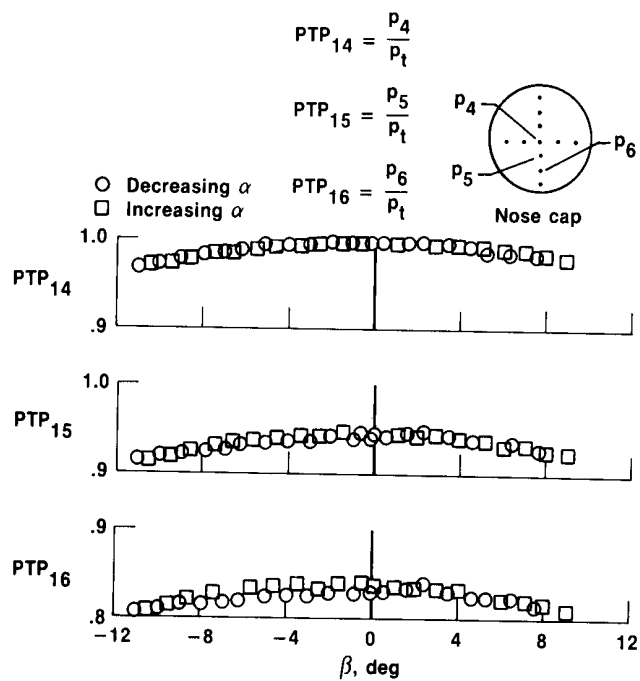 PTP14 = p4/pt
p4
PTP15 = p5/pt
p6
p5
PTP16 = p6/pt
Nose cap
Decreasing α
Increasing α
1.0
PTP14
.9
1.0
PTP15
.9
.9
PTP16
.8
−12 −8 −4 0 4 8 12
β, deg